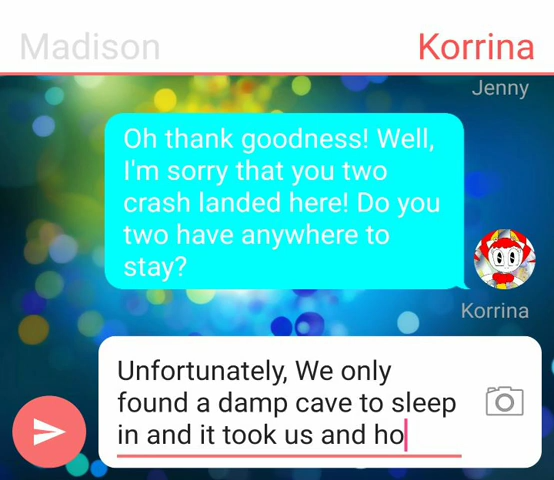 Madison
Korrina
Jenny
Oh thank goodness! Well,
I'm sorry that you two
crash landed here! Do you
two have anywhere to
stay?
Korrina
Unfortunately, We only
found a damp cave to sleep
in and it took us and ho